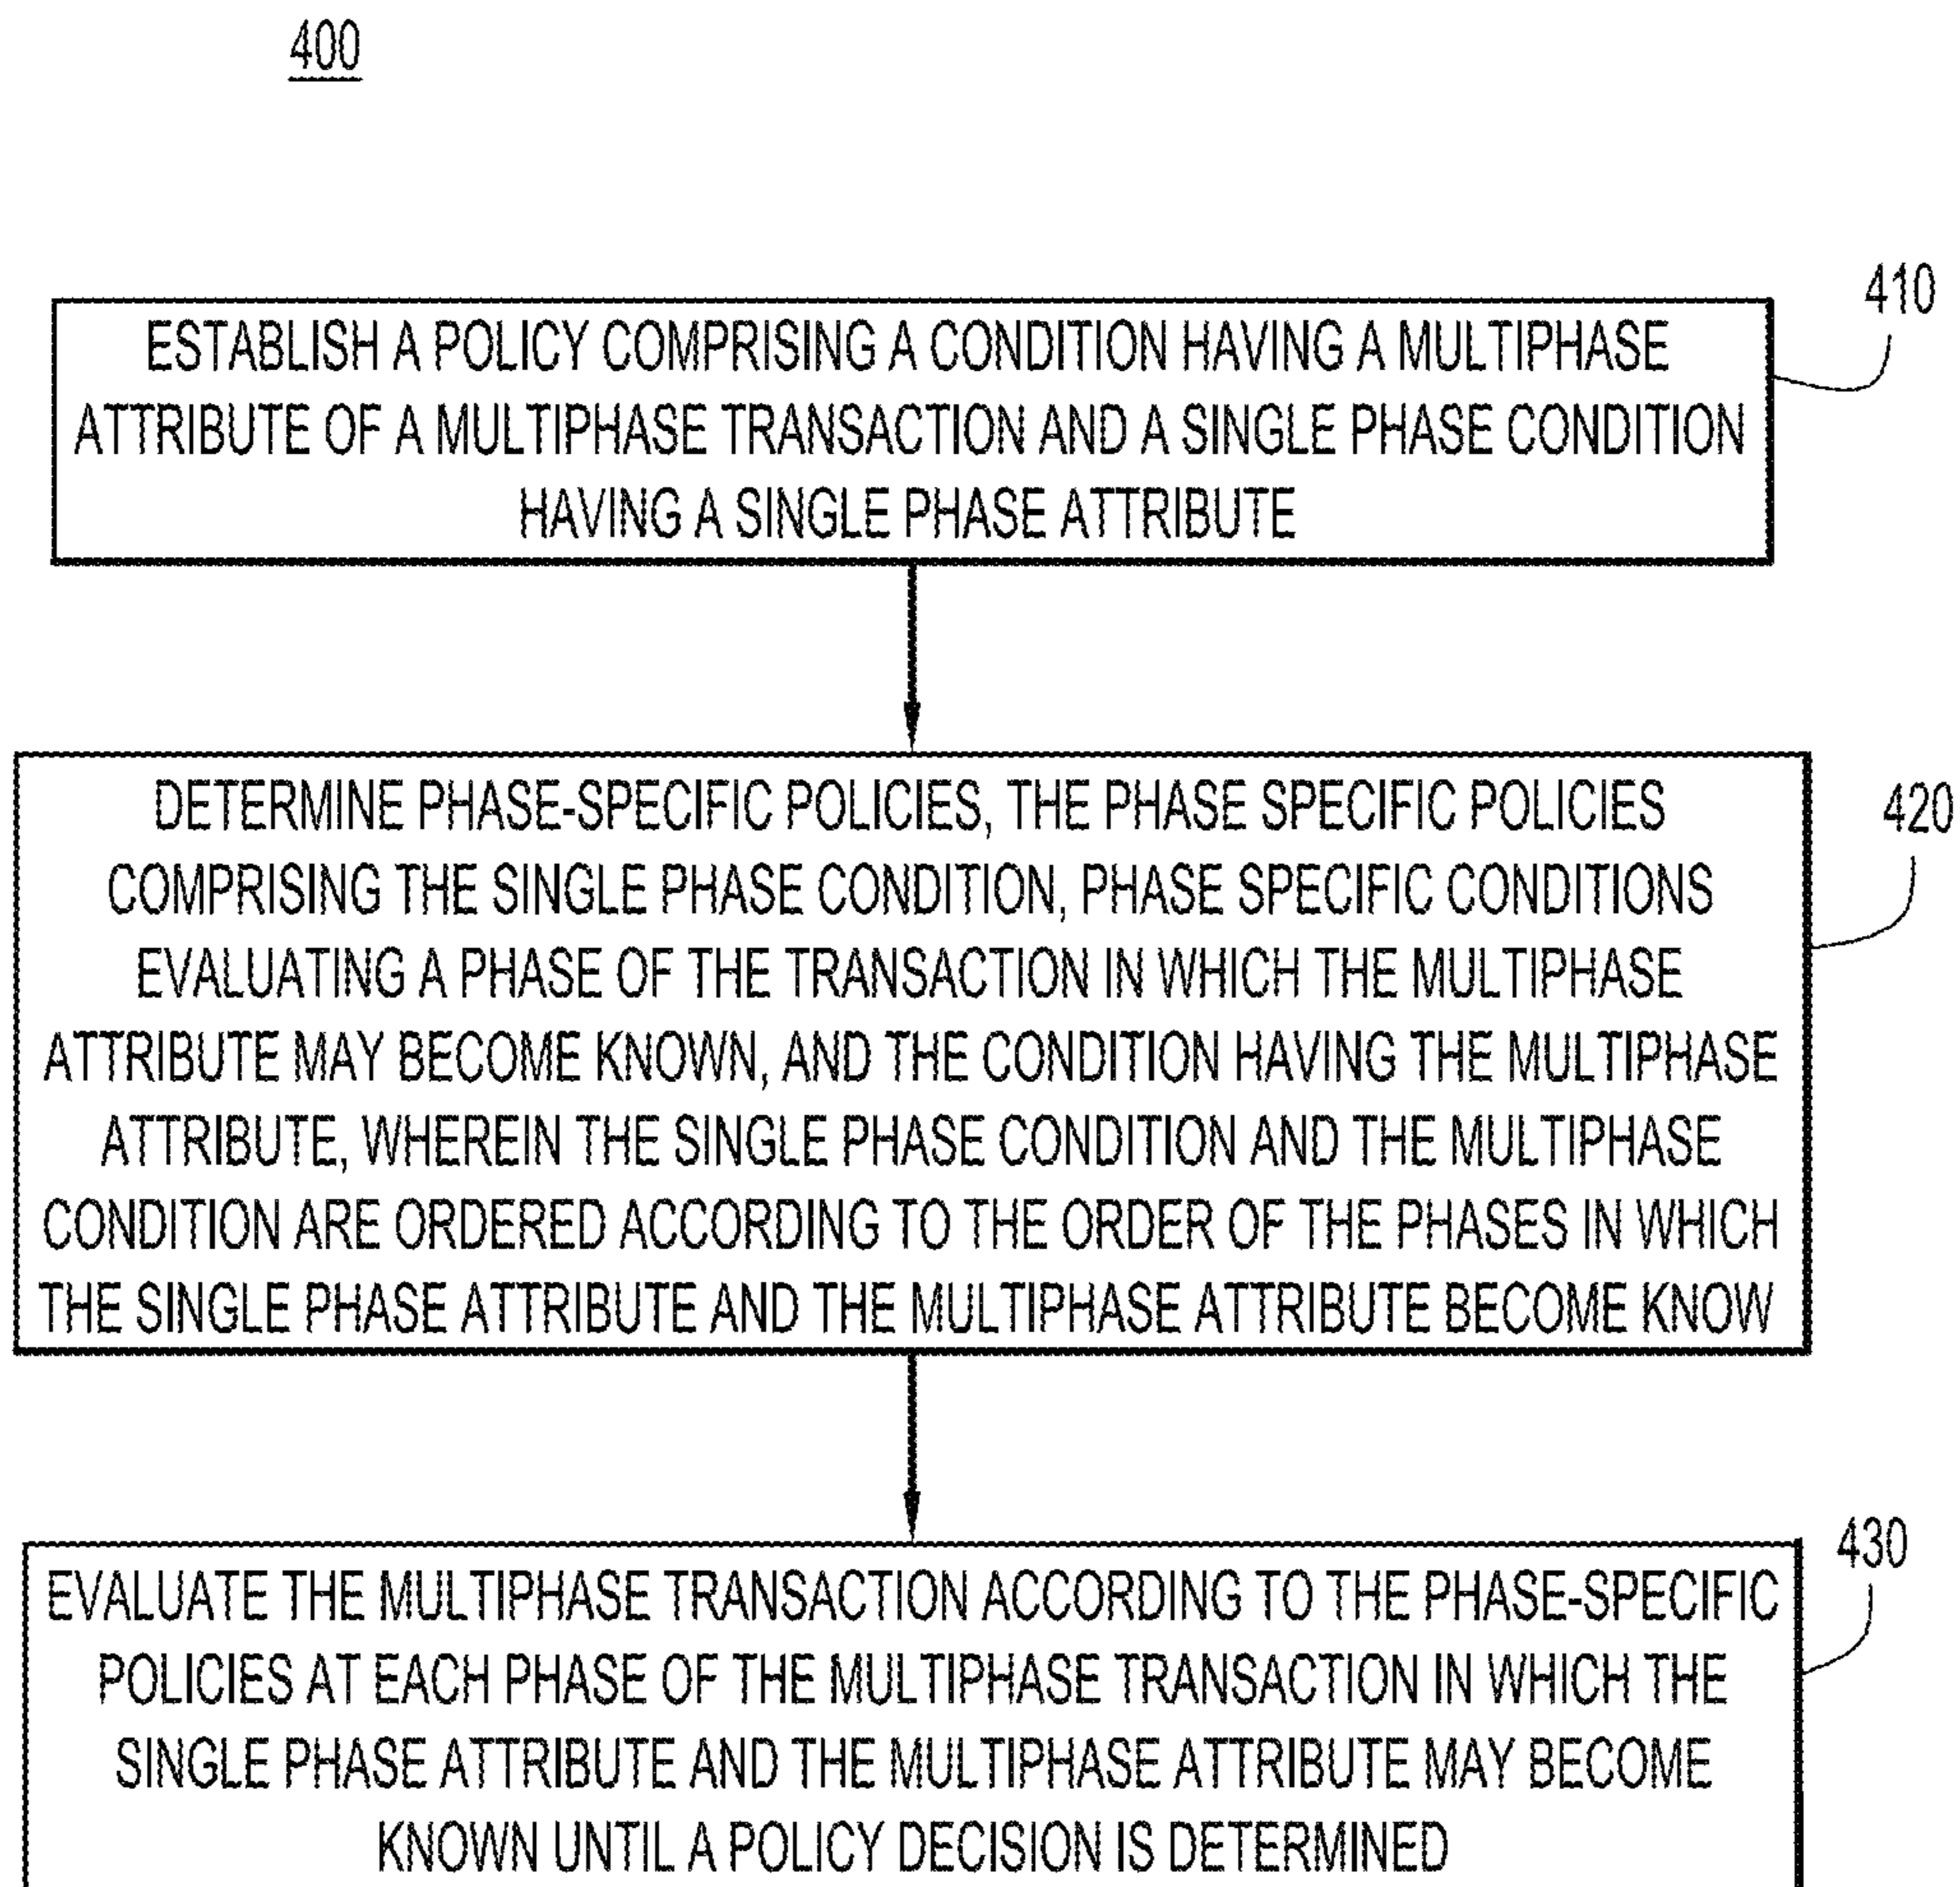 400
410
ESTABLISH A POLICY COMPRISING A CONDITION HAVING A MULTIPHASE
ATTRIBUTE OF A MULTIPHASE TRANSACTION AND A SINGLE PHASE CONDITION
HAVING A SINGLE PHASE ATTRIBUTE
420
DETERMINE PHASE-SPECIFIC POLICIES, THE PHASE SPECIFIC POLICIES
COMPRISING THE SINGLE PHASE CONDITION, PHASE SPECIFIC CONDITIONS
EVALUATING A PHASE OF THE TRANSACTION IN WHICH THE MULTIPHASE
ATTRIBUTE MAY BECOME KNOWN, AND THE CONDITION HAVING THE MULTIPHASE
ATTRIBUTE, WHEREIN THE SINGLE PHASE CONDITION AND THE MULTIPHASE
CONDITION ARE ORDERED ACCORDING TO THE ORDER OF THE PHASES IN WHICH
THE SINGLE PHASE ATTRIBUTE AND THE MULTIPHASE ATTRIBUTE BECOME KNOW
430
EVALUATE THE MULTIPHASE TRANSACTION ACCORDING TO THE PHASE-SPECIFIC
POLICIES AT EACH PHASE OF THE MULTIPHASE TRANSACTION IN WHICH THE
SINGLE PHASE ATTRIBUTE AND THE MULTIPHASE ATTRIBUTE MAY BECOME
KNOWN UNTIL A POLICY DECISION IS DETERMINED